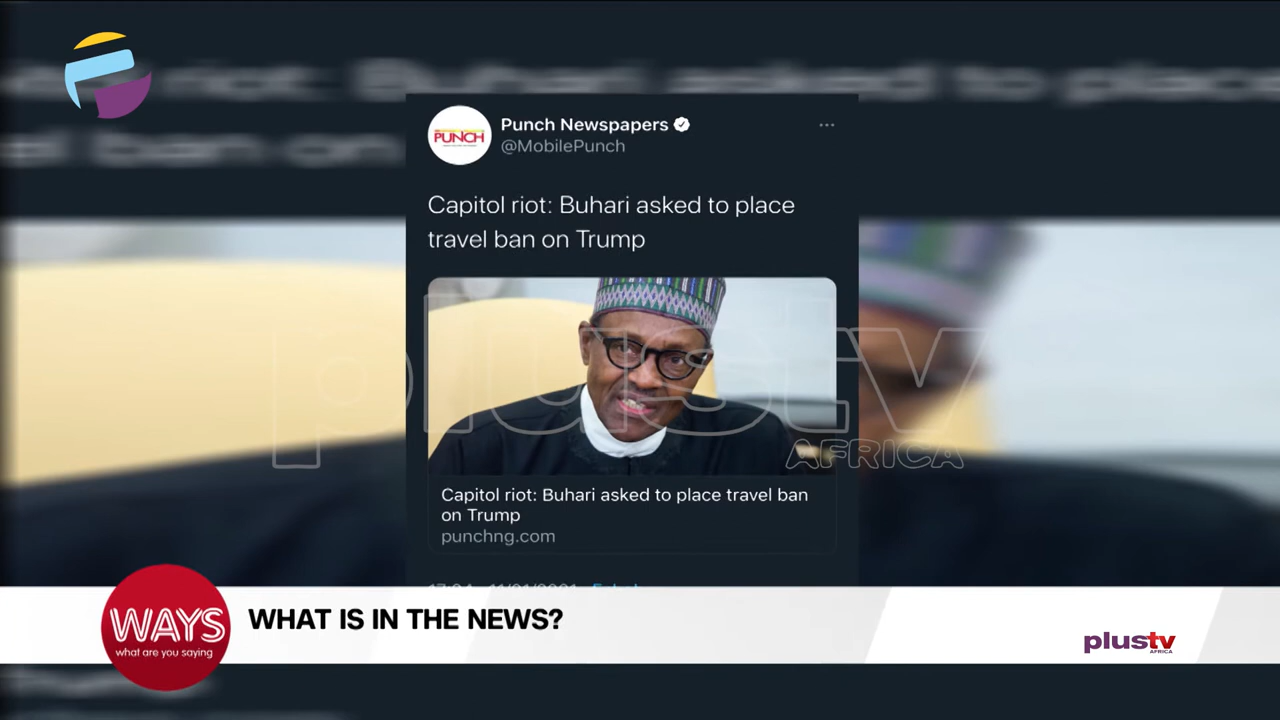 Punch Newspapers
@MobilePunch
PUNCH
Capitol riot: Buhari asked to place
travel ban on Trump
plustv
AFRICA
Capitol riot: Buhari asked to place travel ban
on Trump
punchng.com
WHAT IS IN THE NEWS?
WAYS
what are you saying
plustv
AFRICA